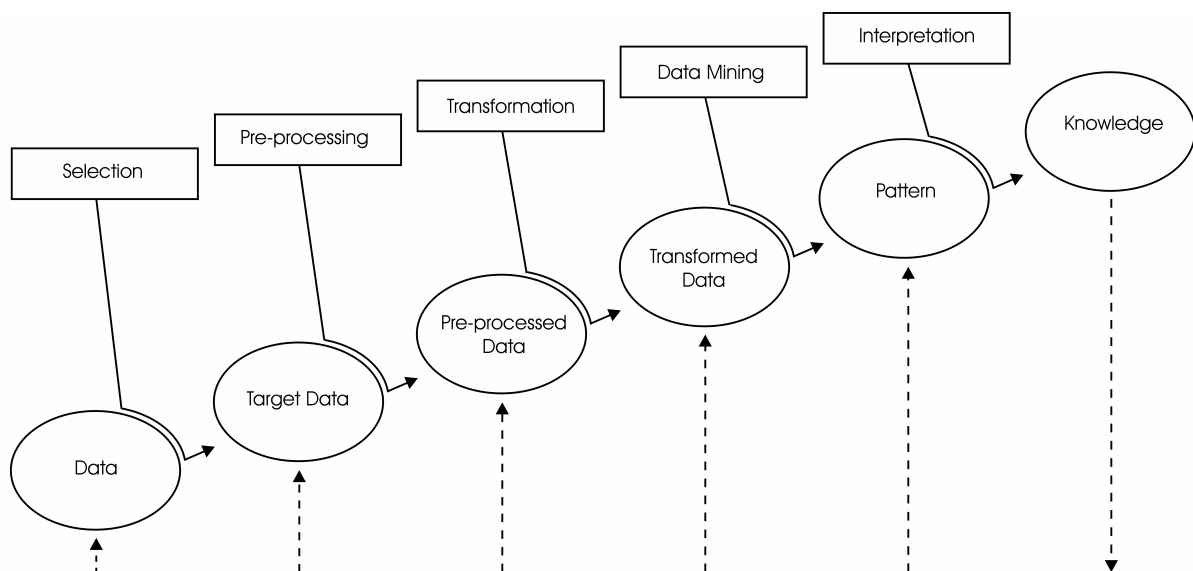 Interpretation
Data Mining
Transformation
Pre-processing
Selection
Knowledge
Pattern
Transformed
Data
Pre-processed
Data
Target Data
Data